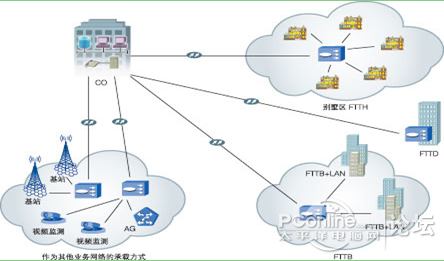 CO
别墅区 FTTH
FTTD
基站
基站
FTTB+LAN
FTTB+LAN
视频监测
视频监测
AG
PConline 论坛
太平洋电脑网
作为其他业务网络的承载方式
FTTB